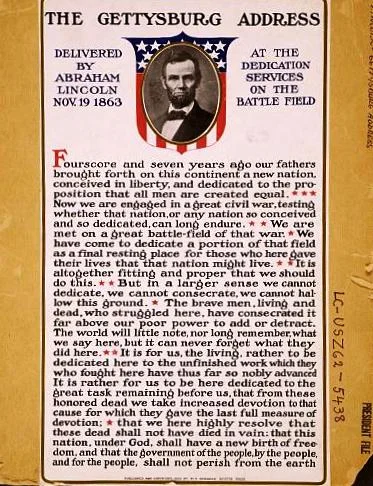 THE GETTYSBURG ADDRESS
DELIVERED
BY
ABRAHAM
LINCOLN
NOV. 19 1863
AT THE
DEDICATION
SERVICES
ON THE
BATTLE FIELD
Fourscore and seven years ago our fathers
brought forth on this continent a new nation,
conceived in liberty, and dedicated to the pro-
position that all men are created equal. ★★★
Now we are engaged in a great civil war, testing
whether that nation, or any nation so conceived
and so dedicated, can long endure. ★★ We are
met on a great battle-field of that war. ★ We
have come to dedicate a portion of that field
as a final resting place for those who here gave
their lives that that nation might live. ★★ It is
altogether fitting and proper that we should
do this. ★★ But in a larger sense we cannot
dedicate, we cannot consecrate, we cannot hal-
low this ground. ★ The brave men, living and
dead, who struggled here, have consecrated it
far above our poor power to add or detract.
The world will little note, nor long remember, what
we say here, but it can never forget what they
did here. ★★ It is for us, the living, rather to be
dedicated here to the unfinished work which they
who fought here have thus far so nobly advanced
It is rather for us to be here dedicated to the
great task remaining before us, that from these
honored dead we take increased devotion to that
cause for which they gave the last full measure of
devotion; ★ that we here highly resolve that
these dead shall not have died in vain: that this
nation, under God, shall have a new birth of free-
dom, and that the government of the people, by the people,
and for the people, shall not perish from the earth
LC-USZ62-5438
PRESIDENT FILE